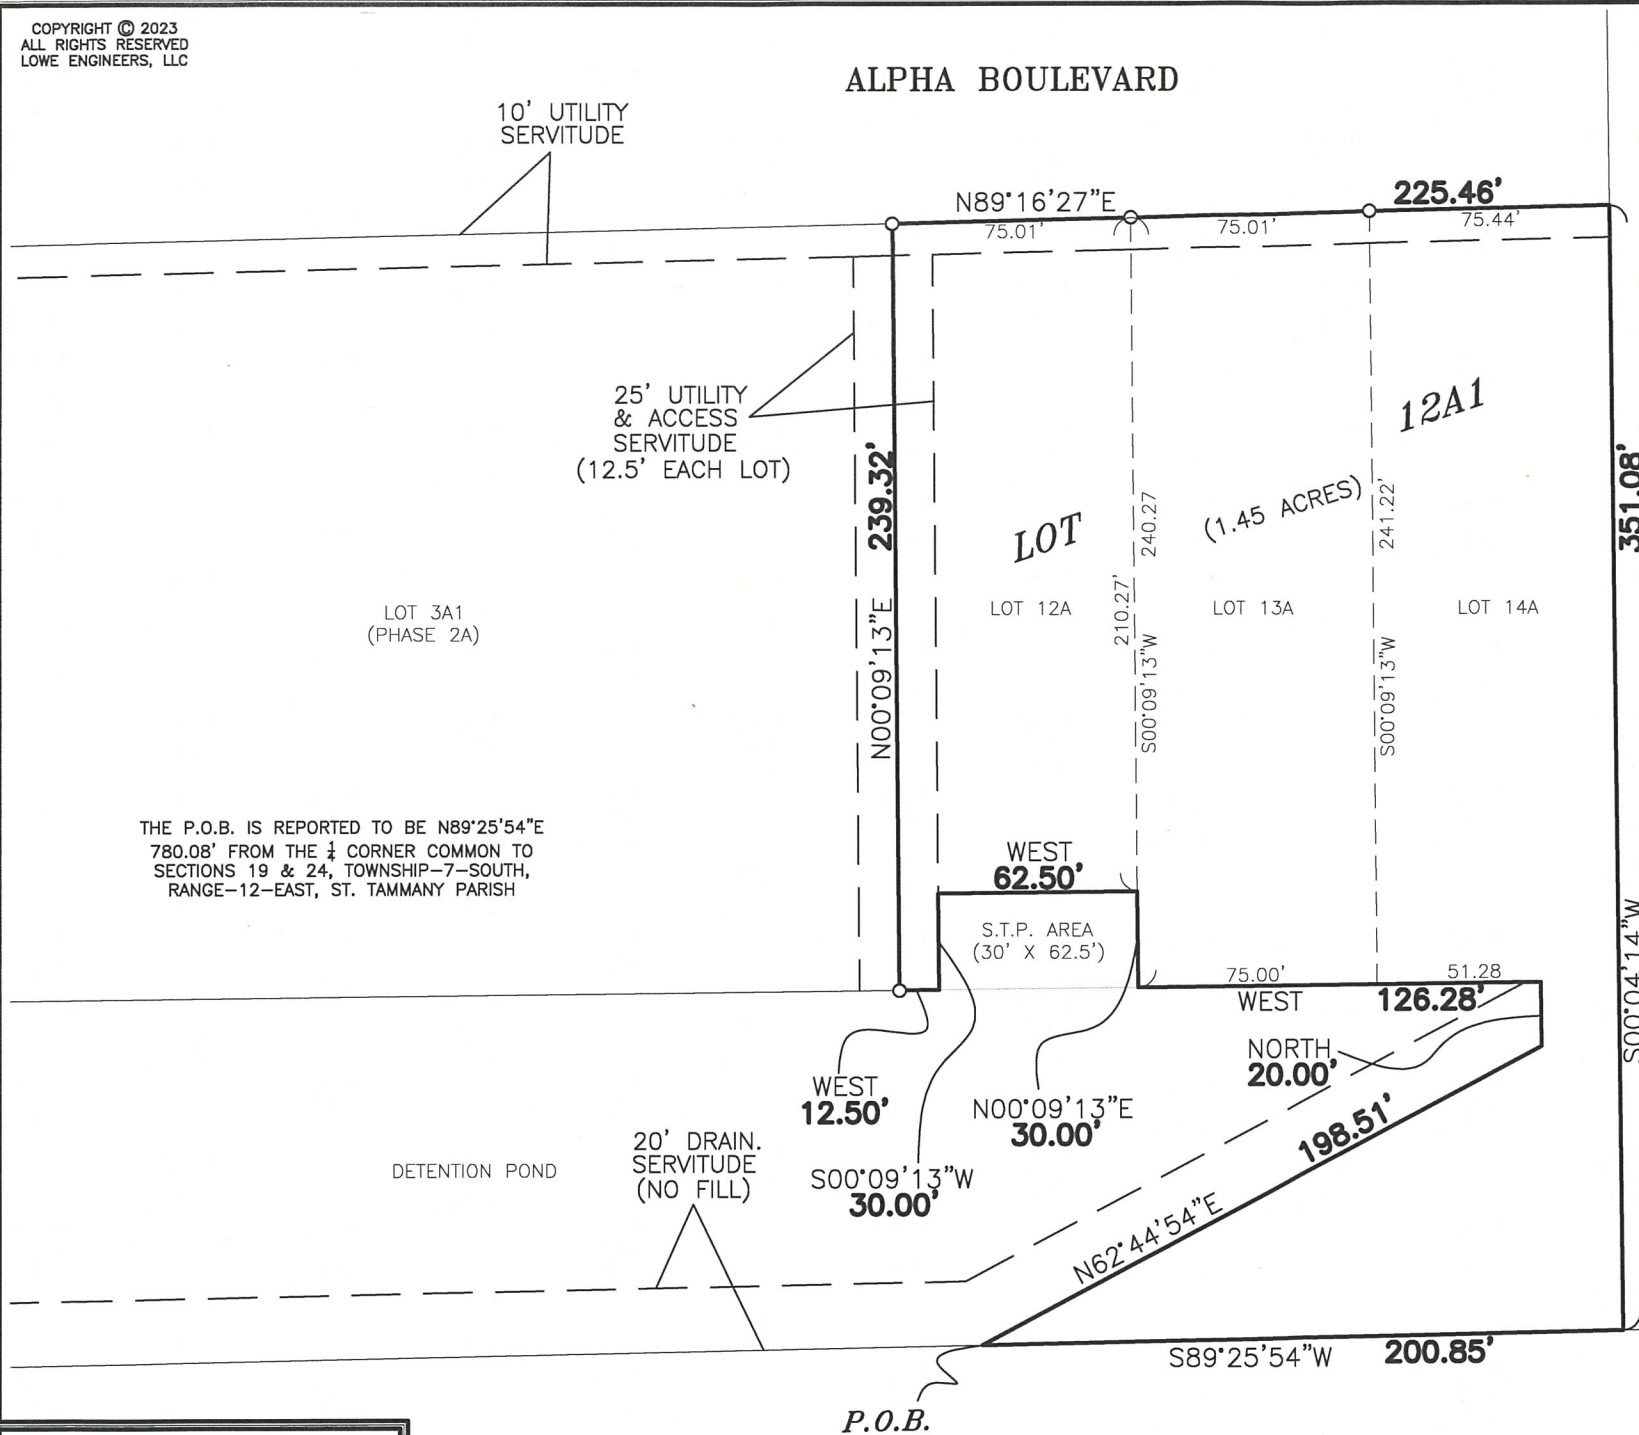 COPYRIGHT © 2023
ALL RIGHTS RESERVED
LOWE ENGINEERS, LLC
ALPHA BOULEVARD
10' UTILITY
SERVITUDE
N89°16'27"E
225.46'
75.01'
75.01'
75.44'
25' UTILITY
& ACCESS
SERVITUDE
(12.5' EACH LOT)
239.32'
N00°09'13"E
LOT 12A1
(1.45 ACRES)
240.27
210.27'
S00°09'13"W
241.22'
S00°09'13"W
351.08'
S00°04'14"W
LOT 3A1
(PHASE 2A)
LOT 12A
LOT 13A
LOT 14A
THE P.O.B. IS REPORTED TO BE N89°25'54"E
780.08' FROM THE ¼ CORNER COMMON TO
SECTIONS 19 & 24, TOWNSHIP-7-SOUTH,
RANGE-12-EAST, ST. TAMMANY PARISH
WEST
62.50'
S.T.P. AREA
(30' X 62.5')
75.00'
51.28
WEST
126.28'
NORTH
20.00'
WEST
12.50'
N00°09'13"E
30.00'
S00°09'13"W
30.00'
198.51'
N62°44'54"E
DETENTION POND
20' DRAIN.
SERVITUDE
(NO FILL)
S89°25'54"W
200.85'
P.O.B.